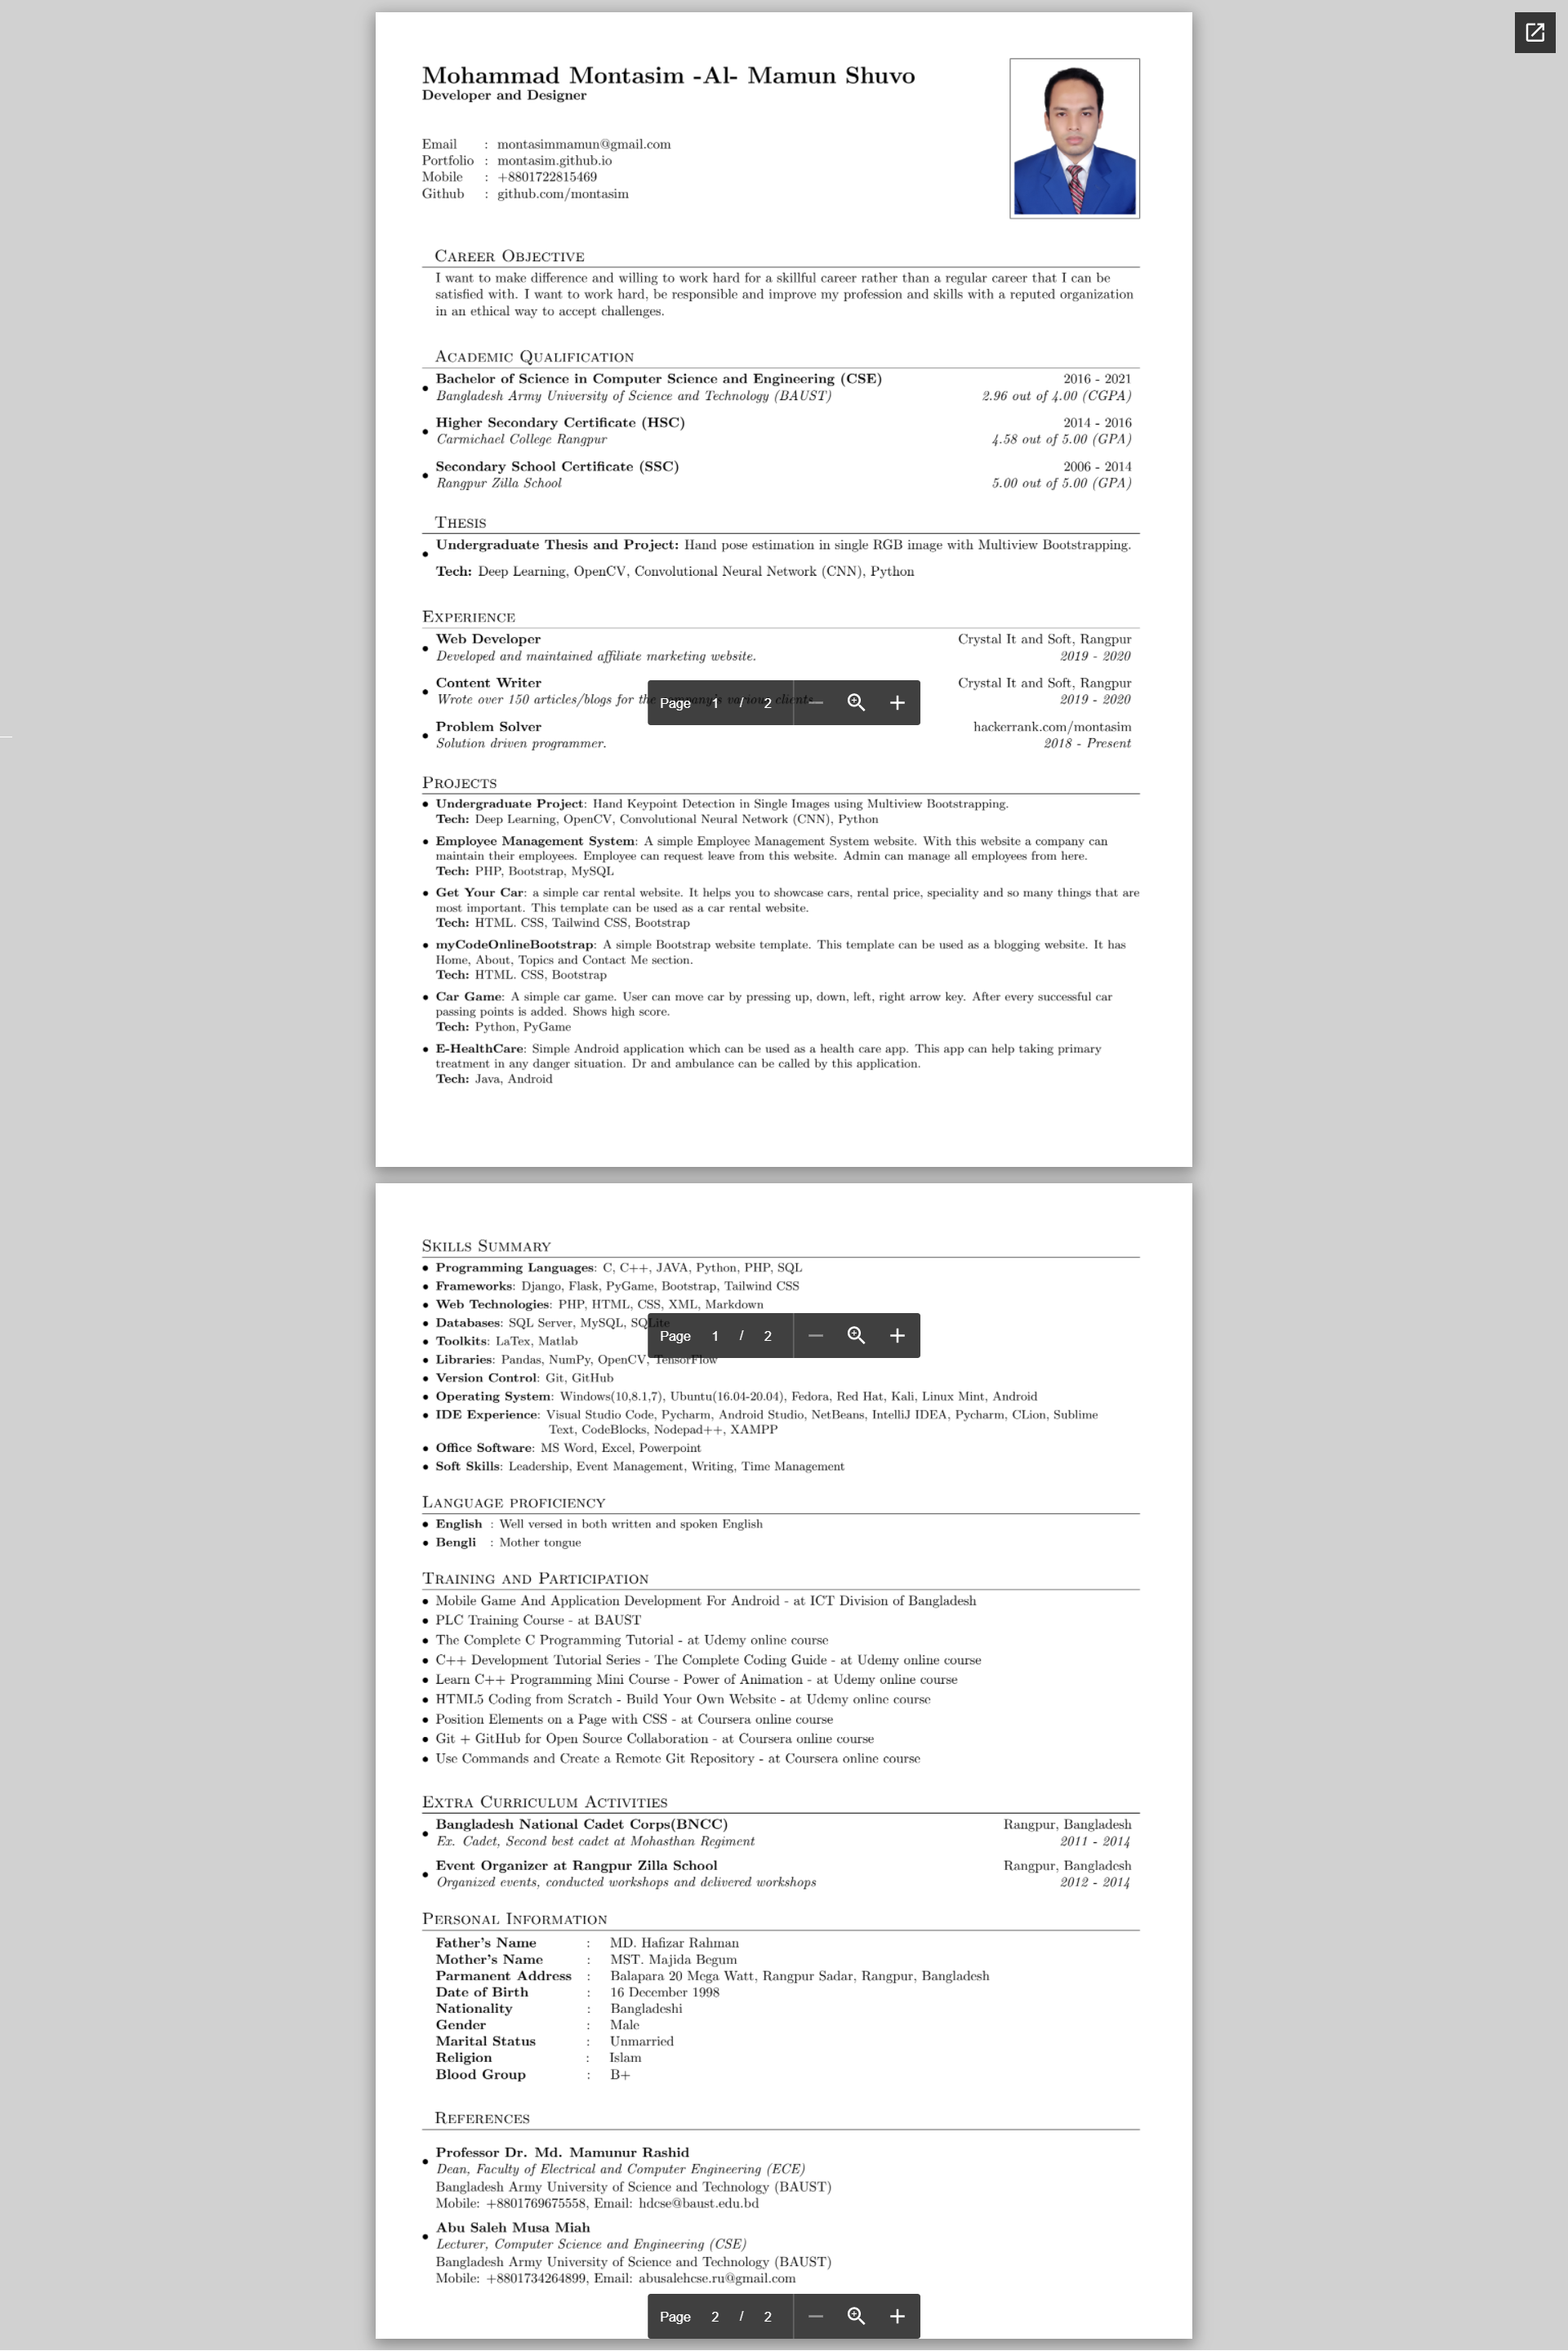 Mohammad Montasim -Al- Mamun Shuvo
Developer and Designer
Email : montasimmamun@gmail.com
Portfolio : montasim.github.io
Mobile : +8801722815469
Github : github.com/montasim
Career Objective
I want to make difference and willing to work hard for a skillful career rather than a regular career that I can be
satisfied with. I want to work hard, be responsible and improve my profession and skills with a reputed organization
in an ethical way to accept challenges.
Academic Qualification
• Bachelor of Science in Computer Science and Engineering (CSE) 2016 - 2021
Bangladesh Army University of Science and Technology (BAUST) 2.96 out of 4.00 (CGPA)
• Higher Secondary Certificate (HSC) 2014 - 2016
Carmichael College Rangpur 4.58 out of 5.00 (GPA)
• Secondary School Certificate (SSC) 2006 - 2014
Rangpur Zilla School 5.00 out of 5.00 (GPA)
Thesis
• Undergraduate Thesis and Project: Hand pose estimation in single RGB image with Multiview Bootstrapping.
Tech: Deep Learning, OpenCV, Convolutional Neural Network (CNN), Python
Experience
• Web Developer Crystal It and Soft, Rangpur
Developed and maintained affiliate marketing website. 2019 - 2020
• Content Writer Crystal It and Soft, Rangpur
Wrote over 150 articles/blogs for the company's various clients 2019 - 2020
Page 1 / 2
• Problem Solver hackerrank.com/montasim
Solution driven programmer. 2018 - Present
Projects
• Undergraduate Project: Hand Keypoint Detection in Single Images using Multiview Bootstrapping.
Tech: Deep Learning, OpenCV, Convolutional Neural Network (CNN), Python
• Employee Management System: A simple Employee Management System website. With this website a company can
maintain their employees. Employee can request leave from this website. Admin can manage all employees from here.
Tech: PHP, Bootstrap, MySQL
• Get Your Car: a simple car rental website. It helps you to showcase cars, rental price, speciality and so many things that are
most important. This template can be used as a car rental website.
Tech: HTML. CSS, Tailwind CSS, Bootstrap
• myCodeOnlineBootstrap: A simple Bootstrap website template. This template can be used as a blogging website. It has
Home, About, Topics and Contact Me section.
Tech: HTML. CSS, Bootstrap
• Car Game: A simple car game. User can move car by pressing up, down, left, right arrow key. After every successful car
passing points is added. Shows high score.
Tech: Python, PyGame
• E-HealthCare: Simple Android application which can be used as a health care app. This app can help taking primary
treatment in any danger situation. Dr and ambulance can be called by this application.
Tech: Java, Android
Skills Summary
• Programming Languages: C, C++, JAVA, Python, PHP, SQL
• Frameworks: Django, Flask, PyGame, Bootstrap, Tailwind CSS
• Web Technologies: PHP, HTML, CSS, XML, Markdown
• Databases: SQL Server, MySQL, SQLite
Page 1 / 2
• Toolkits: LaTex, Matlab
• Libraries: Pandas, NumPy, OpenCV, TensorFlow
• Version Control: Git, GitHub
• Operating System: Windows(10,8.1,7), Ubuntu(16.04-20.04), Fedora, Red Hat, Kali, Linux Mint, Android
• IDE Experience: Visual Studio Code, Pycharm, Android Studio, NetBeans, IntelliJ IDEA, Pycharm, CLion, Sublime
Text, CodeBlocks, Nodepad++, XAMPP
• Office Software: MS Word, Excel, Powerpoint
• Soft Skills: Leadership, Event Management, Writing, Time Management
Language proficiency
• English : Well versed in both written and spoken English
• Bengli : Mother tongue
Training and Participation
• Mobile Game And Application Development For Android - at ICT Division of Bangladesh
• PLC Training Course - at BAUST
• The Complete C Programming Tutorial - at Udemy online course
• C++ Development Tutorial Series - The Complete Coding Guide - at Udemy online course
• Learn C++ Programming Mini Course - Power of Animation - at Udemy online course
• HTML5 Coding from Scratch - Build Your Own Website - at Udemy online course
• Position Elements on a Page with CSS - at Coursera online course
• Git + GitHub for Open Source Collaboration - at Coursera online course
• Use Commands and Create a Remote Git Repository - at Coursera online course
Extra Curriculum Activities
• Bangladesh National Cadet Corps(BNCC) Rangpur, Bangladesh
Ex. Cadet, Second best cadet at Mohasthan Regiment 2011 - 2014
• Event Organizer at Rangpur Zilla School Rangpur, Bangladesh
Organized events, conducted workshops and delivered workshops 2012 - 2014
Personal Information
Father's Name : MD. Hafizar Rahman
Mother's Name : MST. Majida Begum
Parmanent Address : Balapara 20 Mega Watt, Rangpur Sadar, Rangpur, Bangladesh
Date of Birth : 16 December 1998
Nationality : Bangladeshi
Gender : Male
Marital Status : Unmarried
Religion : Islam
Blood Group : B+
References
• Professor Dr. Md. Mamunur Rashid
Dean, Faculty of Electrical and Computer Engineering (ECE)
Bangladesh Army University of Science and Technology (BAUST)
Mobile: +8801769675558, Email: hdcse@baust.edu.bd
• Abu Saleh Musa Miah
Lecturer, Computer Science and Engineering (CSE)
Bangladesh Army University of Science and Technology (BAUST)
Mobile: +8801734264899, Email: abusalehcse.ru@gmail.com
Page 2 / 2